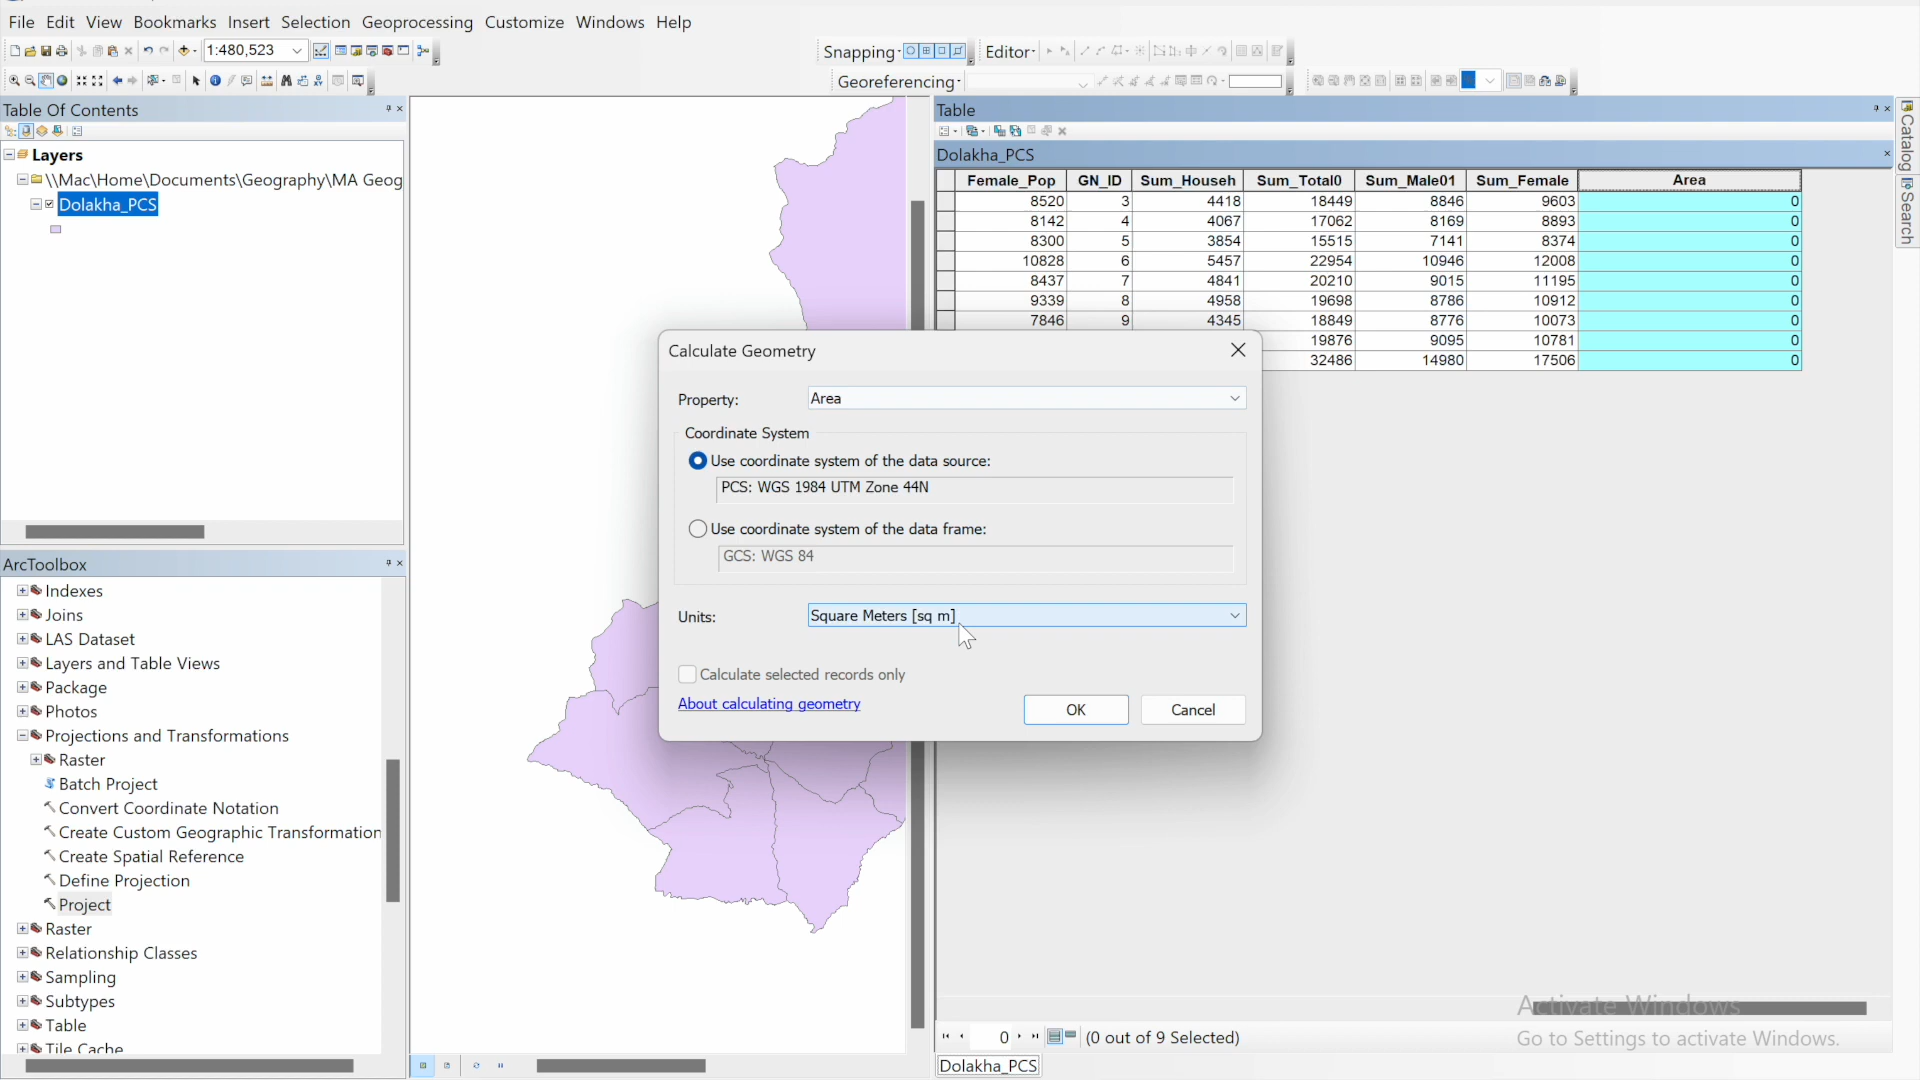 File Edit View Bookmarks Insert Selection Geoprocessing Customize Windows Help
1:480,523
Snapping
Editor
Georeferencing
Table Of Contents
Layers
\\Mac\Home\Documents\Geography\MA Geog
Dolakha_PCS
ArcToolbox
Indexes
Joins
LAS Dataset
Layers and Table Views
Package
Photos
Projections and Transformations
Raster
Batch Project
Convert Coordinate Notation
Create Custom Geographic Transformation
Create Spatial Reference
Define Projection
Project
Raster
Relationship Classes
Sampling
Subtypes
Table
Tile Cache
Table
Dolakha_PCS
Female_Pop GN_ID Sum_Househ Sum_Total0 Sum_Male01 Sum_Female Area
8520 3 4418 18449 8846 9603 0
8142 4 4067 17062 8169 8893 0
8300 5 3854 15515 7141 8374 0
10828 6 5457 22954 10946 12008 0
8437 7 4841 20210 9015 11195 0
9339 8 4958 19698 8786 10912 0
7846 9 4345 18849 8776 10073 0
19876 9095 10781 0
32486 14980 17506 0
Calculate Geometry
Property: Area
Coordinate System
Use coordinate system of the data source:
PCS: WGS 1984 UTM Zone 44N
Use coordinate system of the data frame:
GCS: WGS 84
Units: Square Meters [sq m]
Calculate selected records only
About calculating geometry
OK Cancel
Activate Windows
Go to Settings to activate Windows.
0 (0 out of 9 Selected)
Dolakha_PCS
Catalog
Search